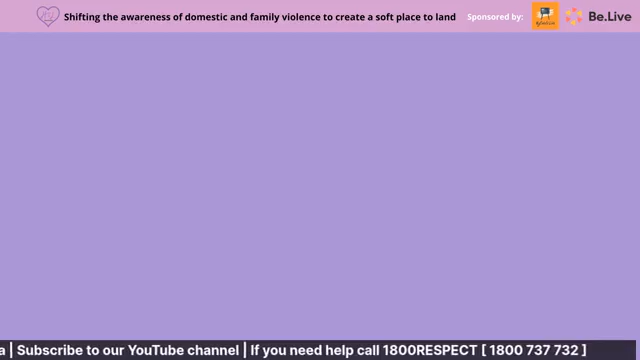 Shifting the awareness of domestic and family violence to create a soft place to land
Sponsored by:
Be.Live
a | Subscribe to our YouTube channel | If you need help call 1800RESPECT [ 1800 737 732 ]